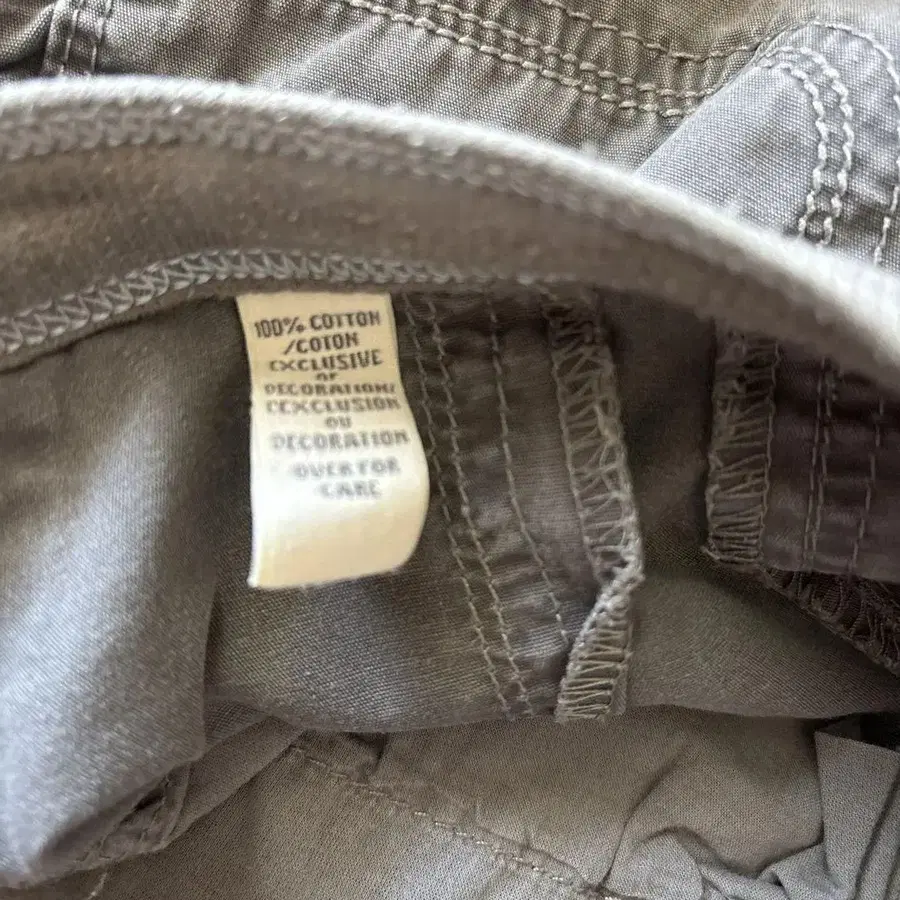 100% COTTON
/COTON
EXCLUSIVE
OF
DECORATION/
L'EXCLUSION
OU
DECORATION
OVER FOR
CARE